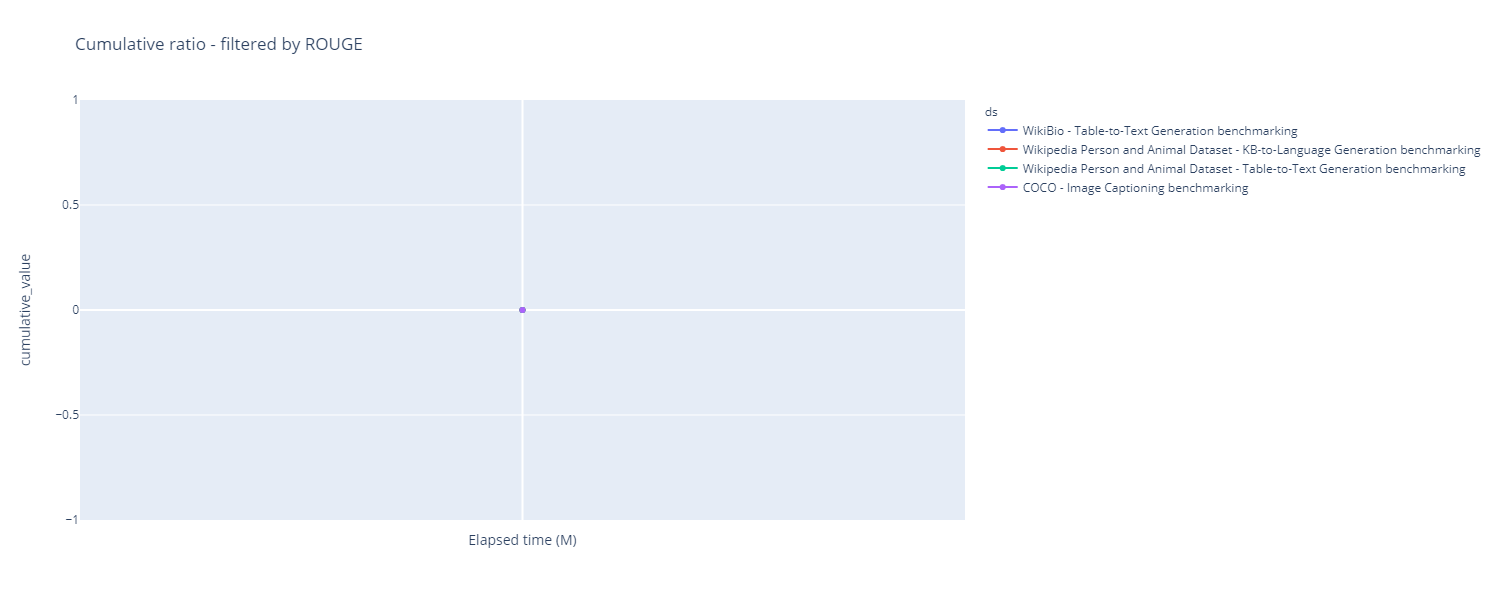 Cumulative ratio - filtered by ROUGE
1
0.5
0
−0.5
−1
cumulative_value
Elapsed time (M)
ds
WikiBio - Table-to-Text Generation benchmarking
Wikipedia Person and Animal Dataset - KB-to-Language Generation benchmarking
Wikipedia Person and Animal Dataset - Table-to-Text Generation benchmarking
COCO - Image Captioning benchmarking